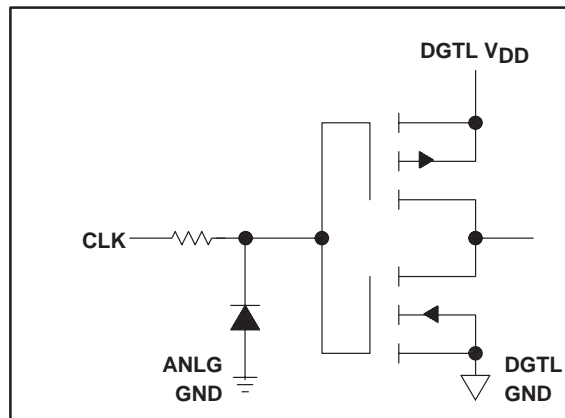 DGTL VDD
CLK
ANLG
GND
DGTL
GND